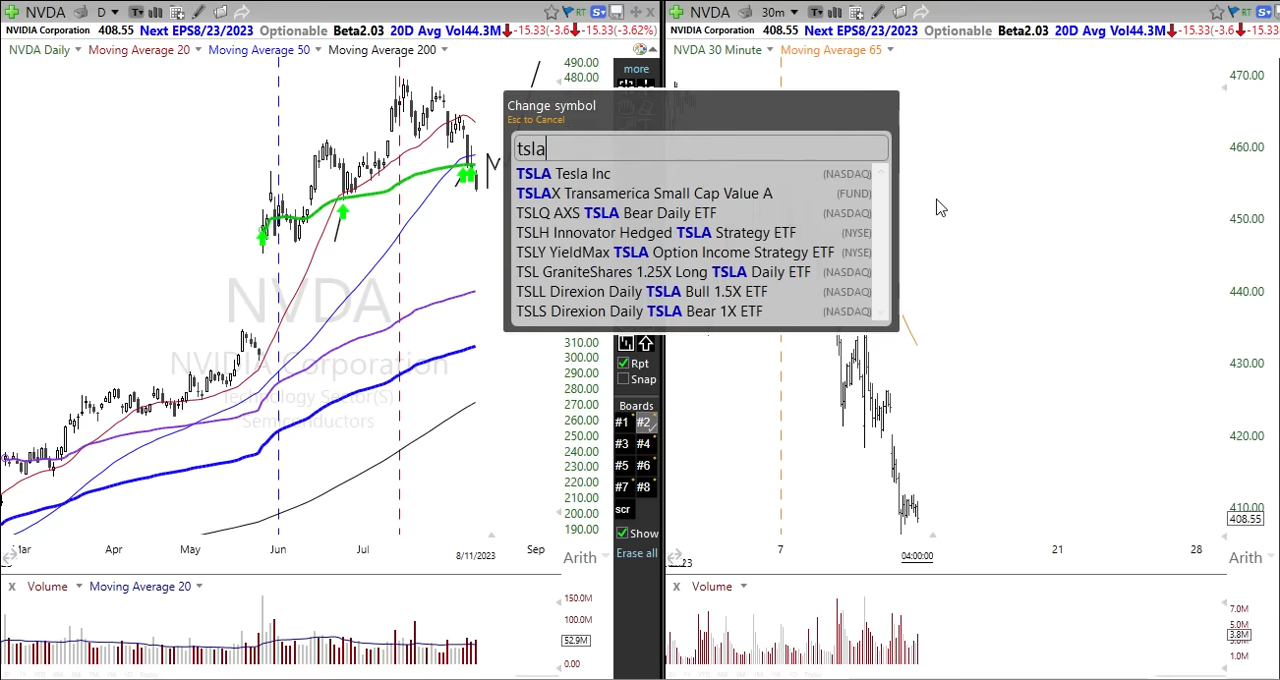 NVDA D
NVIDIA Corporation 408.55 Next EPS8/23/2023 Optionable Beta2.03 20D Avg Vol44.3M -15.33(-3.6 -15.33(-3.62%)
NVDA Daily Moving Average 20 Moving Average 50 Moving Average 200
RT
490.00
480.00
310.00
300.00
290.00
280.00
270.00
260.00
250.00
240.00
230.00
220.00
210.00
200.00
190.00
NVDA
NVIDIA Corporation
Technology Sector(S)
Semiconductors
M
Mar Apr May Jun Jul 8/11/2023 Sep Arith
X Volume Moving Average 20
150.0M
100.0M
52.9M
0.00
more
Rpt
Snap
Boards
#1 #2
#3 #4
#5 #6
#7 #8
scr
Show
Erase all
Change symbol
Esc to Cancel
tsla
TSLA Tesla Inc (NASDAQ)
TSLAX Transamerica Small Cap Value A (FUND)
TSLQ AXS TSLA Bear Daily ETF (NASDAQ)
TSLH Innovator Hedged TSLA Strategy ETF (NYSE)
TSLY YieldMax TSLA Option Income Strategy ETF (NYSE)
TSL GraniteShares 1.25X Long TSLA Daily ETF (NASDAQ)
TSLL Direxion Daily TSLA Bull 1.5X ETF (NASDAQ)
TSLS Direxion Daily TSLA Bear 1X ETF (NASDAQ)
NVDA 30m
RT
NVIDIA Corporation 408.55 Next EPS8/23/2023 Optionable Beta2.03 20D Avg Vol44.3M -15.33(-3.6 -15.33
NVDA 30 Minute Moving Average 65
470.00
460.00
450.00
440.00
430.00
420.00
410.00
408.55
7 04:00:00 21 28 Arith
X Volume
7.0M
3.8M
1.0M